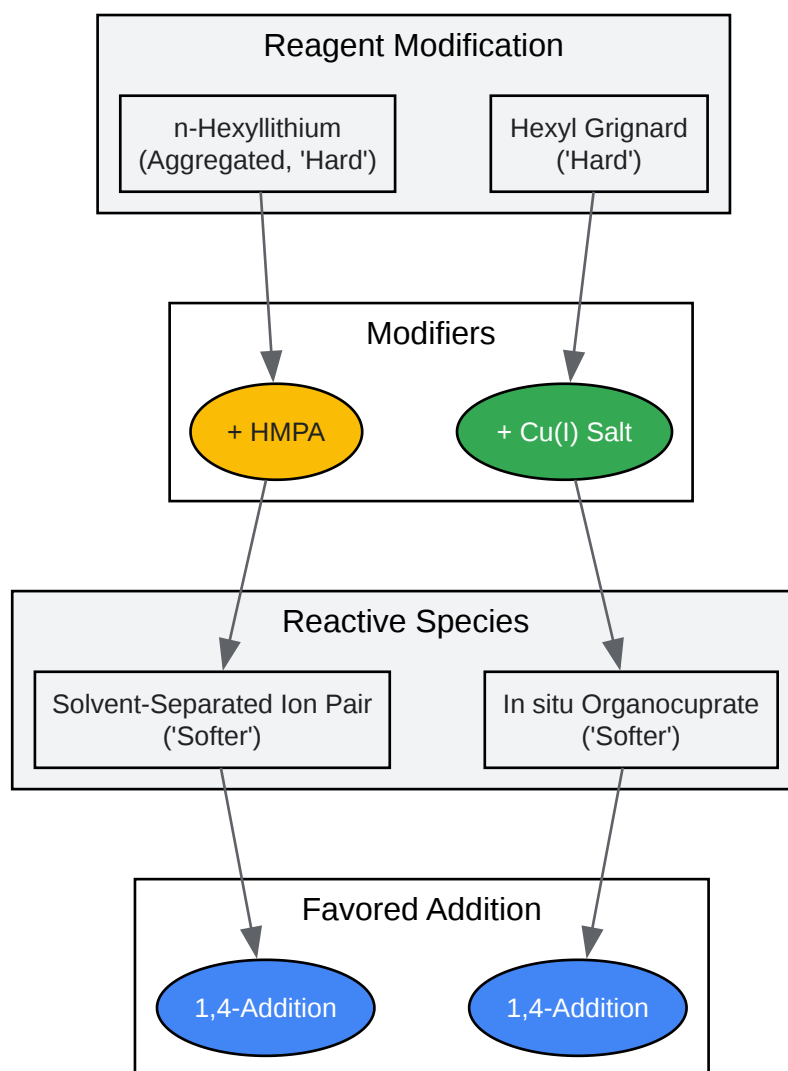 Reagent Modification
n-Hexyllithium
(Aggregated, 'Hard')
Hexyl Grignard
('Hard')
Modifiers
+ HMPA
+ Cu(I) Salt
Reactive Species
Solvent-Separated Ion Pair
('Softer')
In situ Organocuprate
('Softer')
Favored Addition
1,4-Addition
1,4-Addition